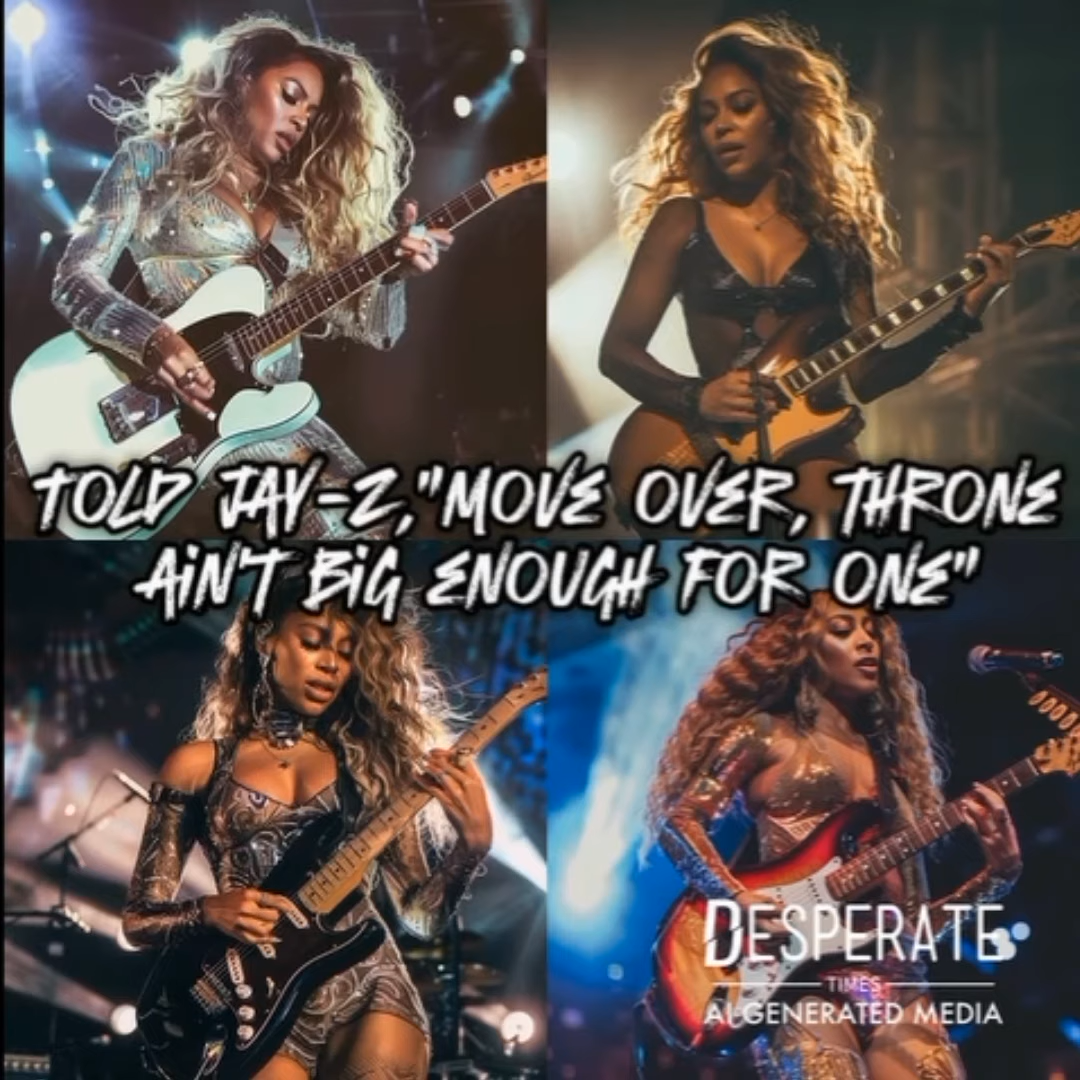 TOLD JAY-Z,"MOVE OVER, THRONE
AIN'T BIG ENOUGH FOR ONE"
DESPERATE
TIMES
AI GENERATED MEDIA